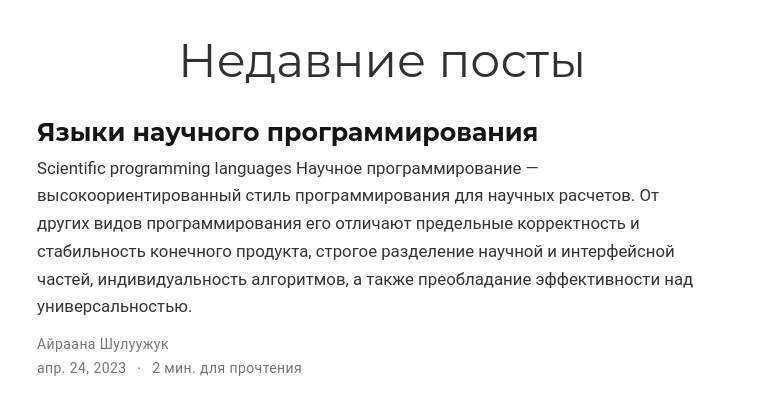 Недавние посты
Языки научного программирования
Scientific programming languages Научное программирование —
высокоориентированный стиль программирования для научных расчетов. От
других видов программирования его отличают предельные корректность и
стабильность конечного продукта, строгое разделение научной и интерфейсной
частей, индивидуальность алгоритмов, а также преобладание эффективности над
универсальностью.
Айраана Шулуужук
апр. 24, 2023 · 2 мин. для прочтения